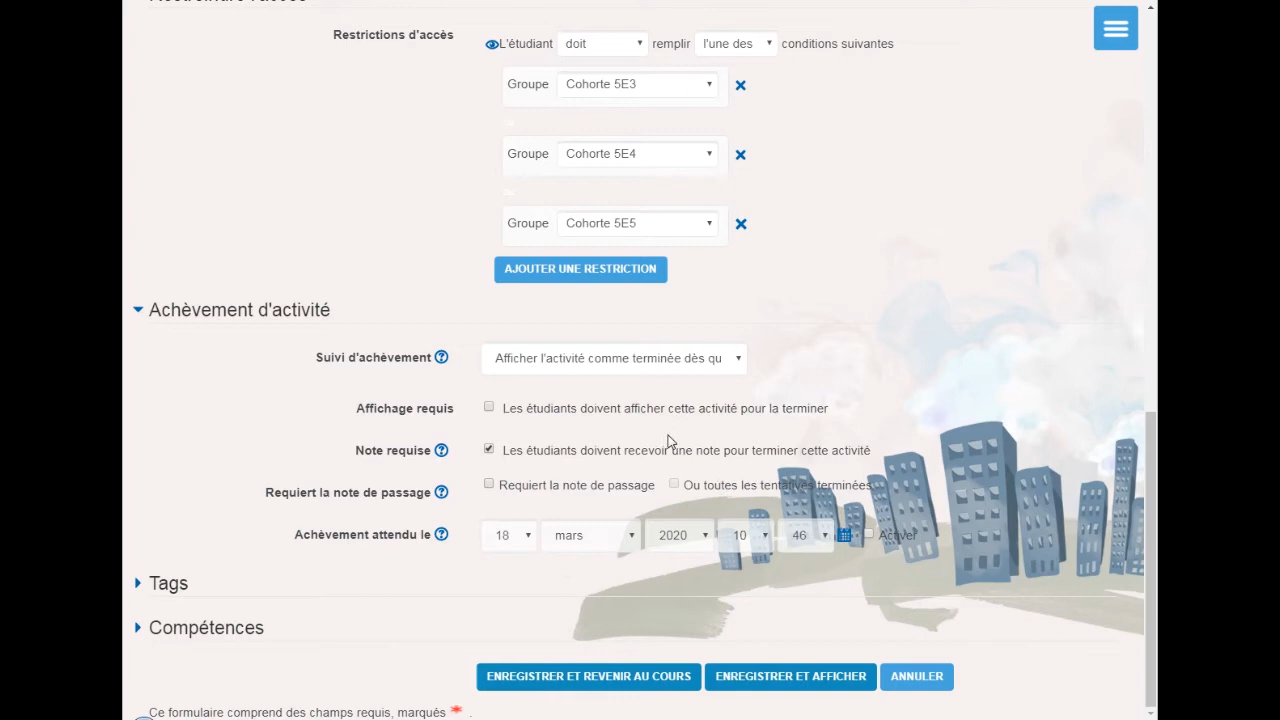 Restreindre l'accès
Restrictions d'accès L'étudiant doit remplir l'une des conditions suivantes
Groupe Cohorte 5E3
Groupe Cohorte 5E4
Groupe Cohorte 5E5
AJOUTER UNE RESTRICTION
Achèvement d'activité
Suivi d'achèvement Afficher l'activité comme terminée dès qu
Affichage requis Les étudiants doivent afficher cette activité pour la terminer
Note requise Les étudiants doivent recevoir une note pour terminer cette activité
Requiert la note de passage Requiert la note de passage Ou toutes les tentatives terminées
Achèvement attendu le 18 mars 2020 10 46 Activer
Tags
Compétences
ENREGISTRER ET REVENIR AU COURS ENREGISTRER ET AFFICHER ANNULER
Ce formulaire comprend des champs requis, marqués * .